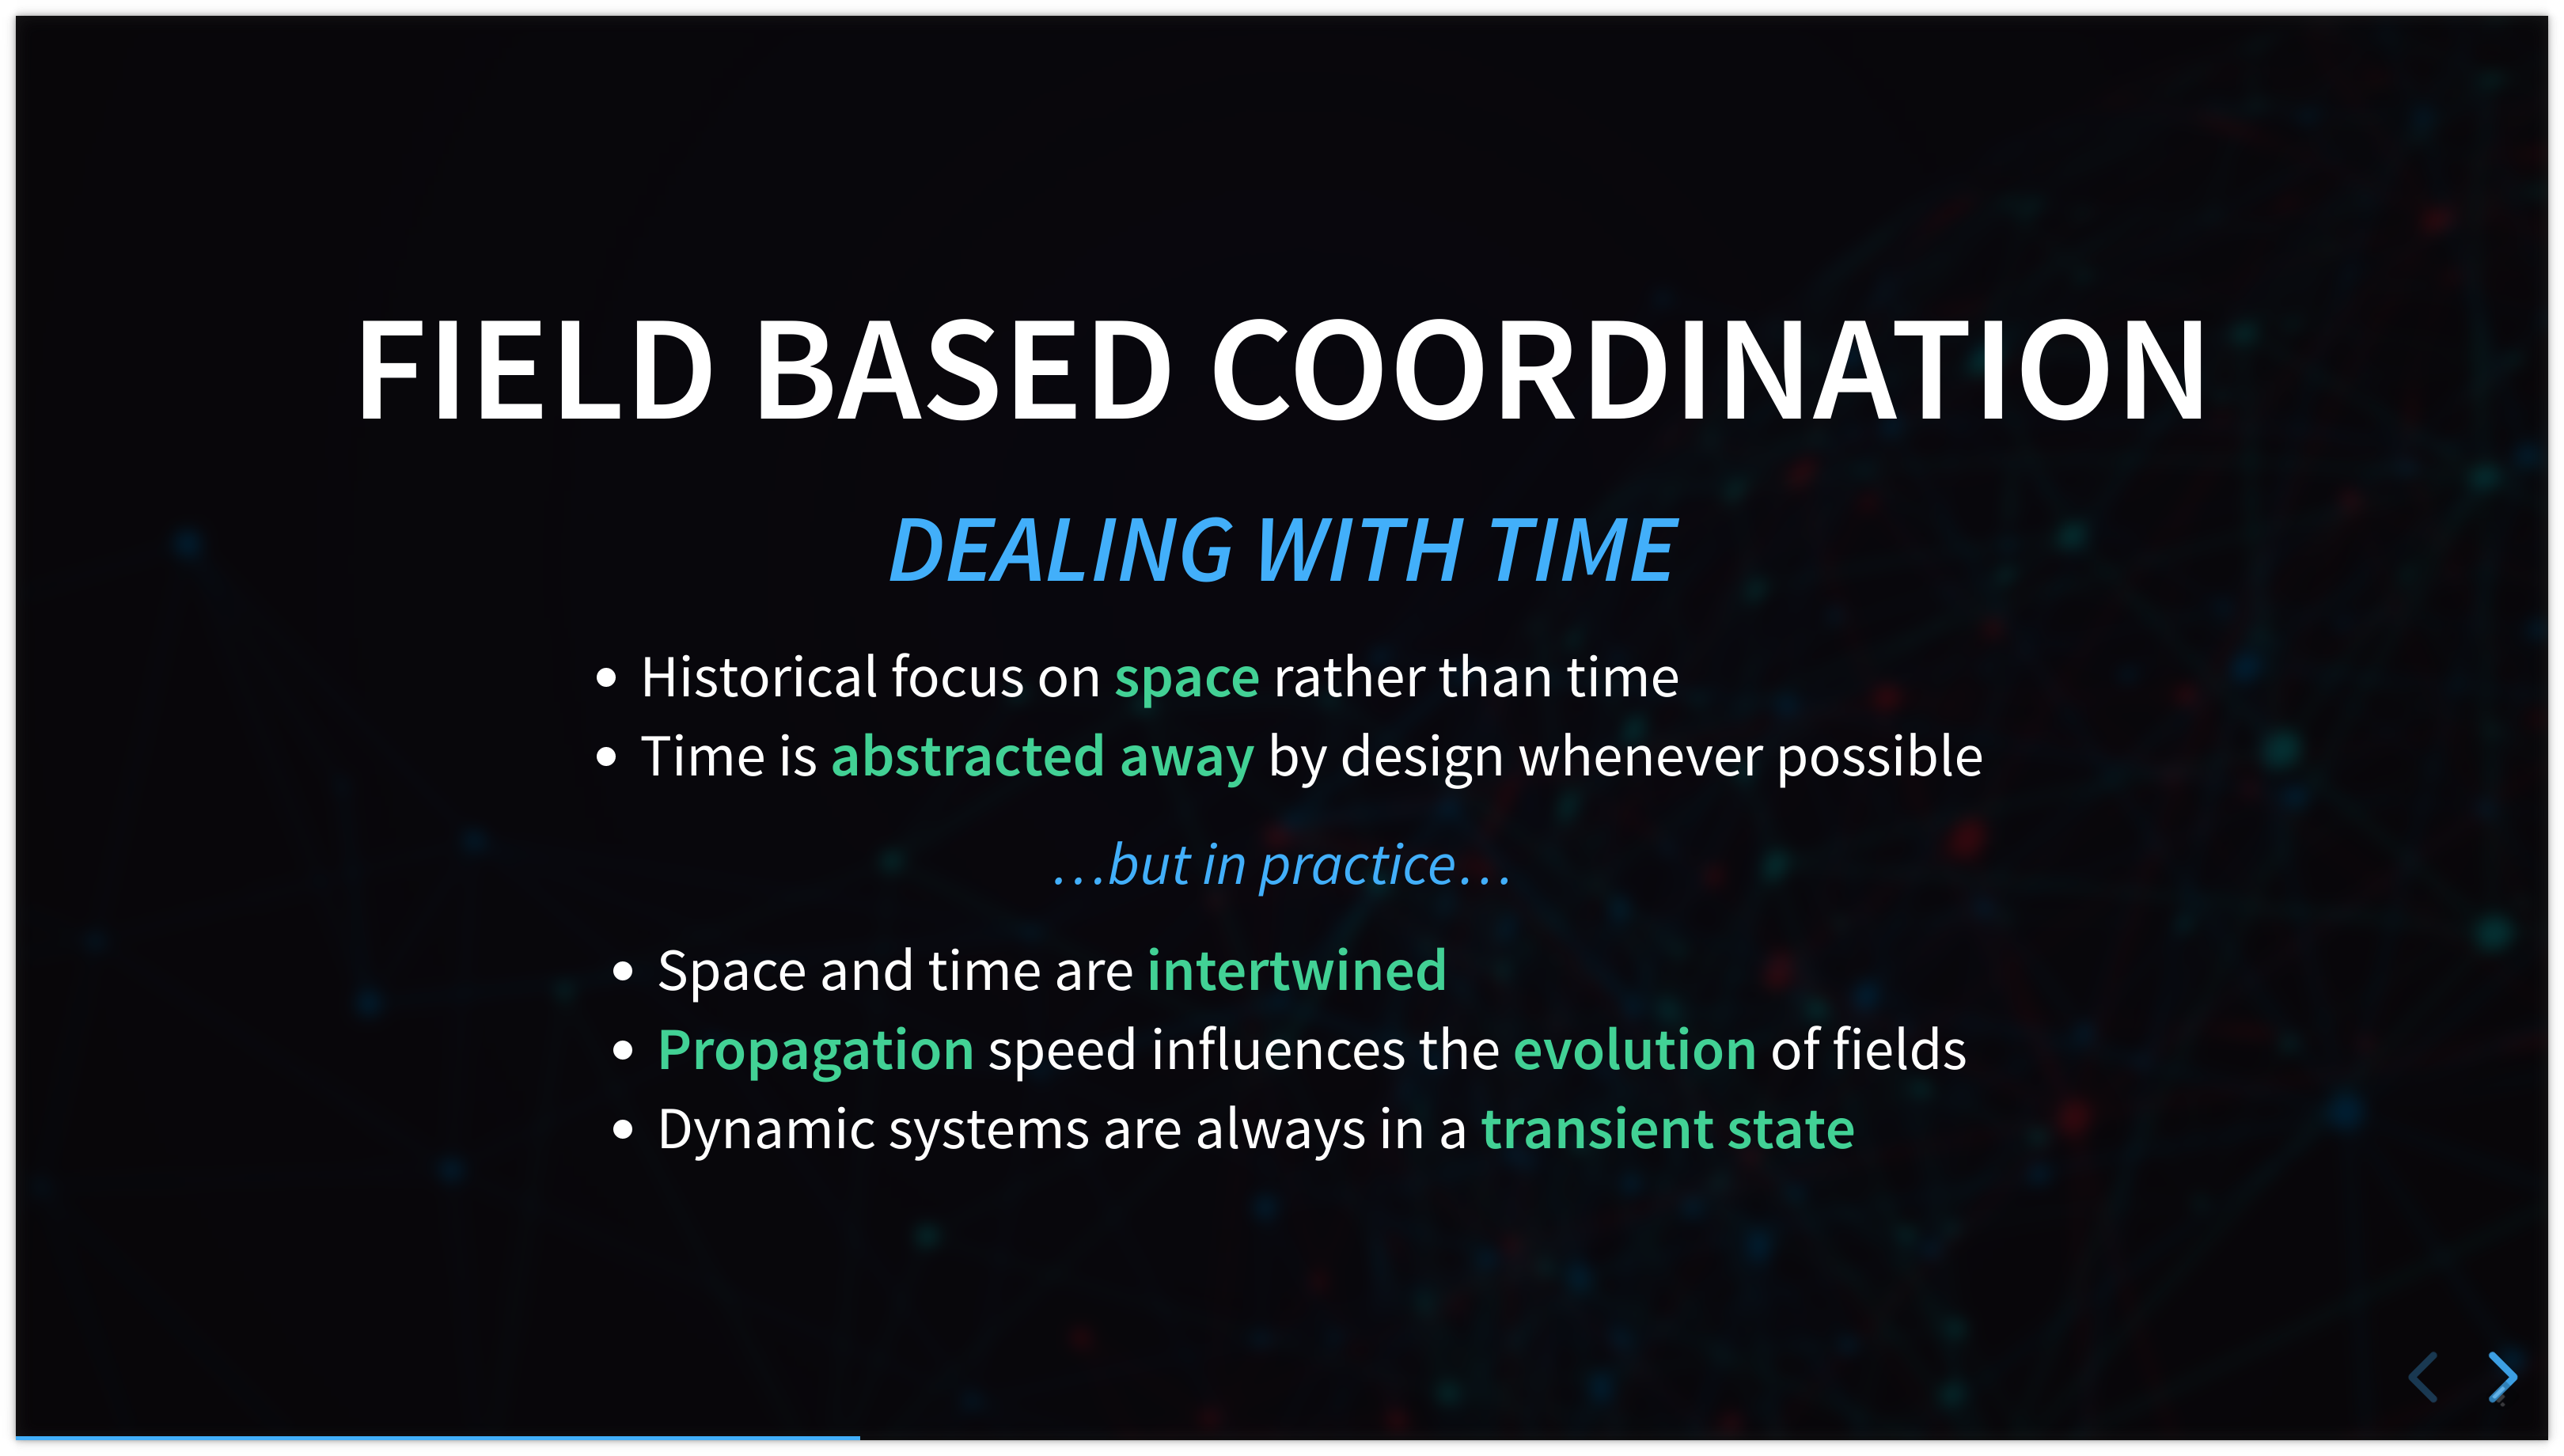 FIELD BASED COORDINATION
DEALING WITH TIME
• Historical focus on space rather than time
• Time is abstracted away by design whenever possible
…but in practice…
• Space and time are intertwined
• Propagation speed influences the evolution of fields
• Dynamic systems are always in a transient state